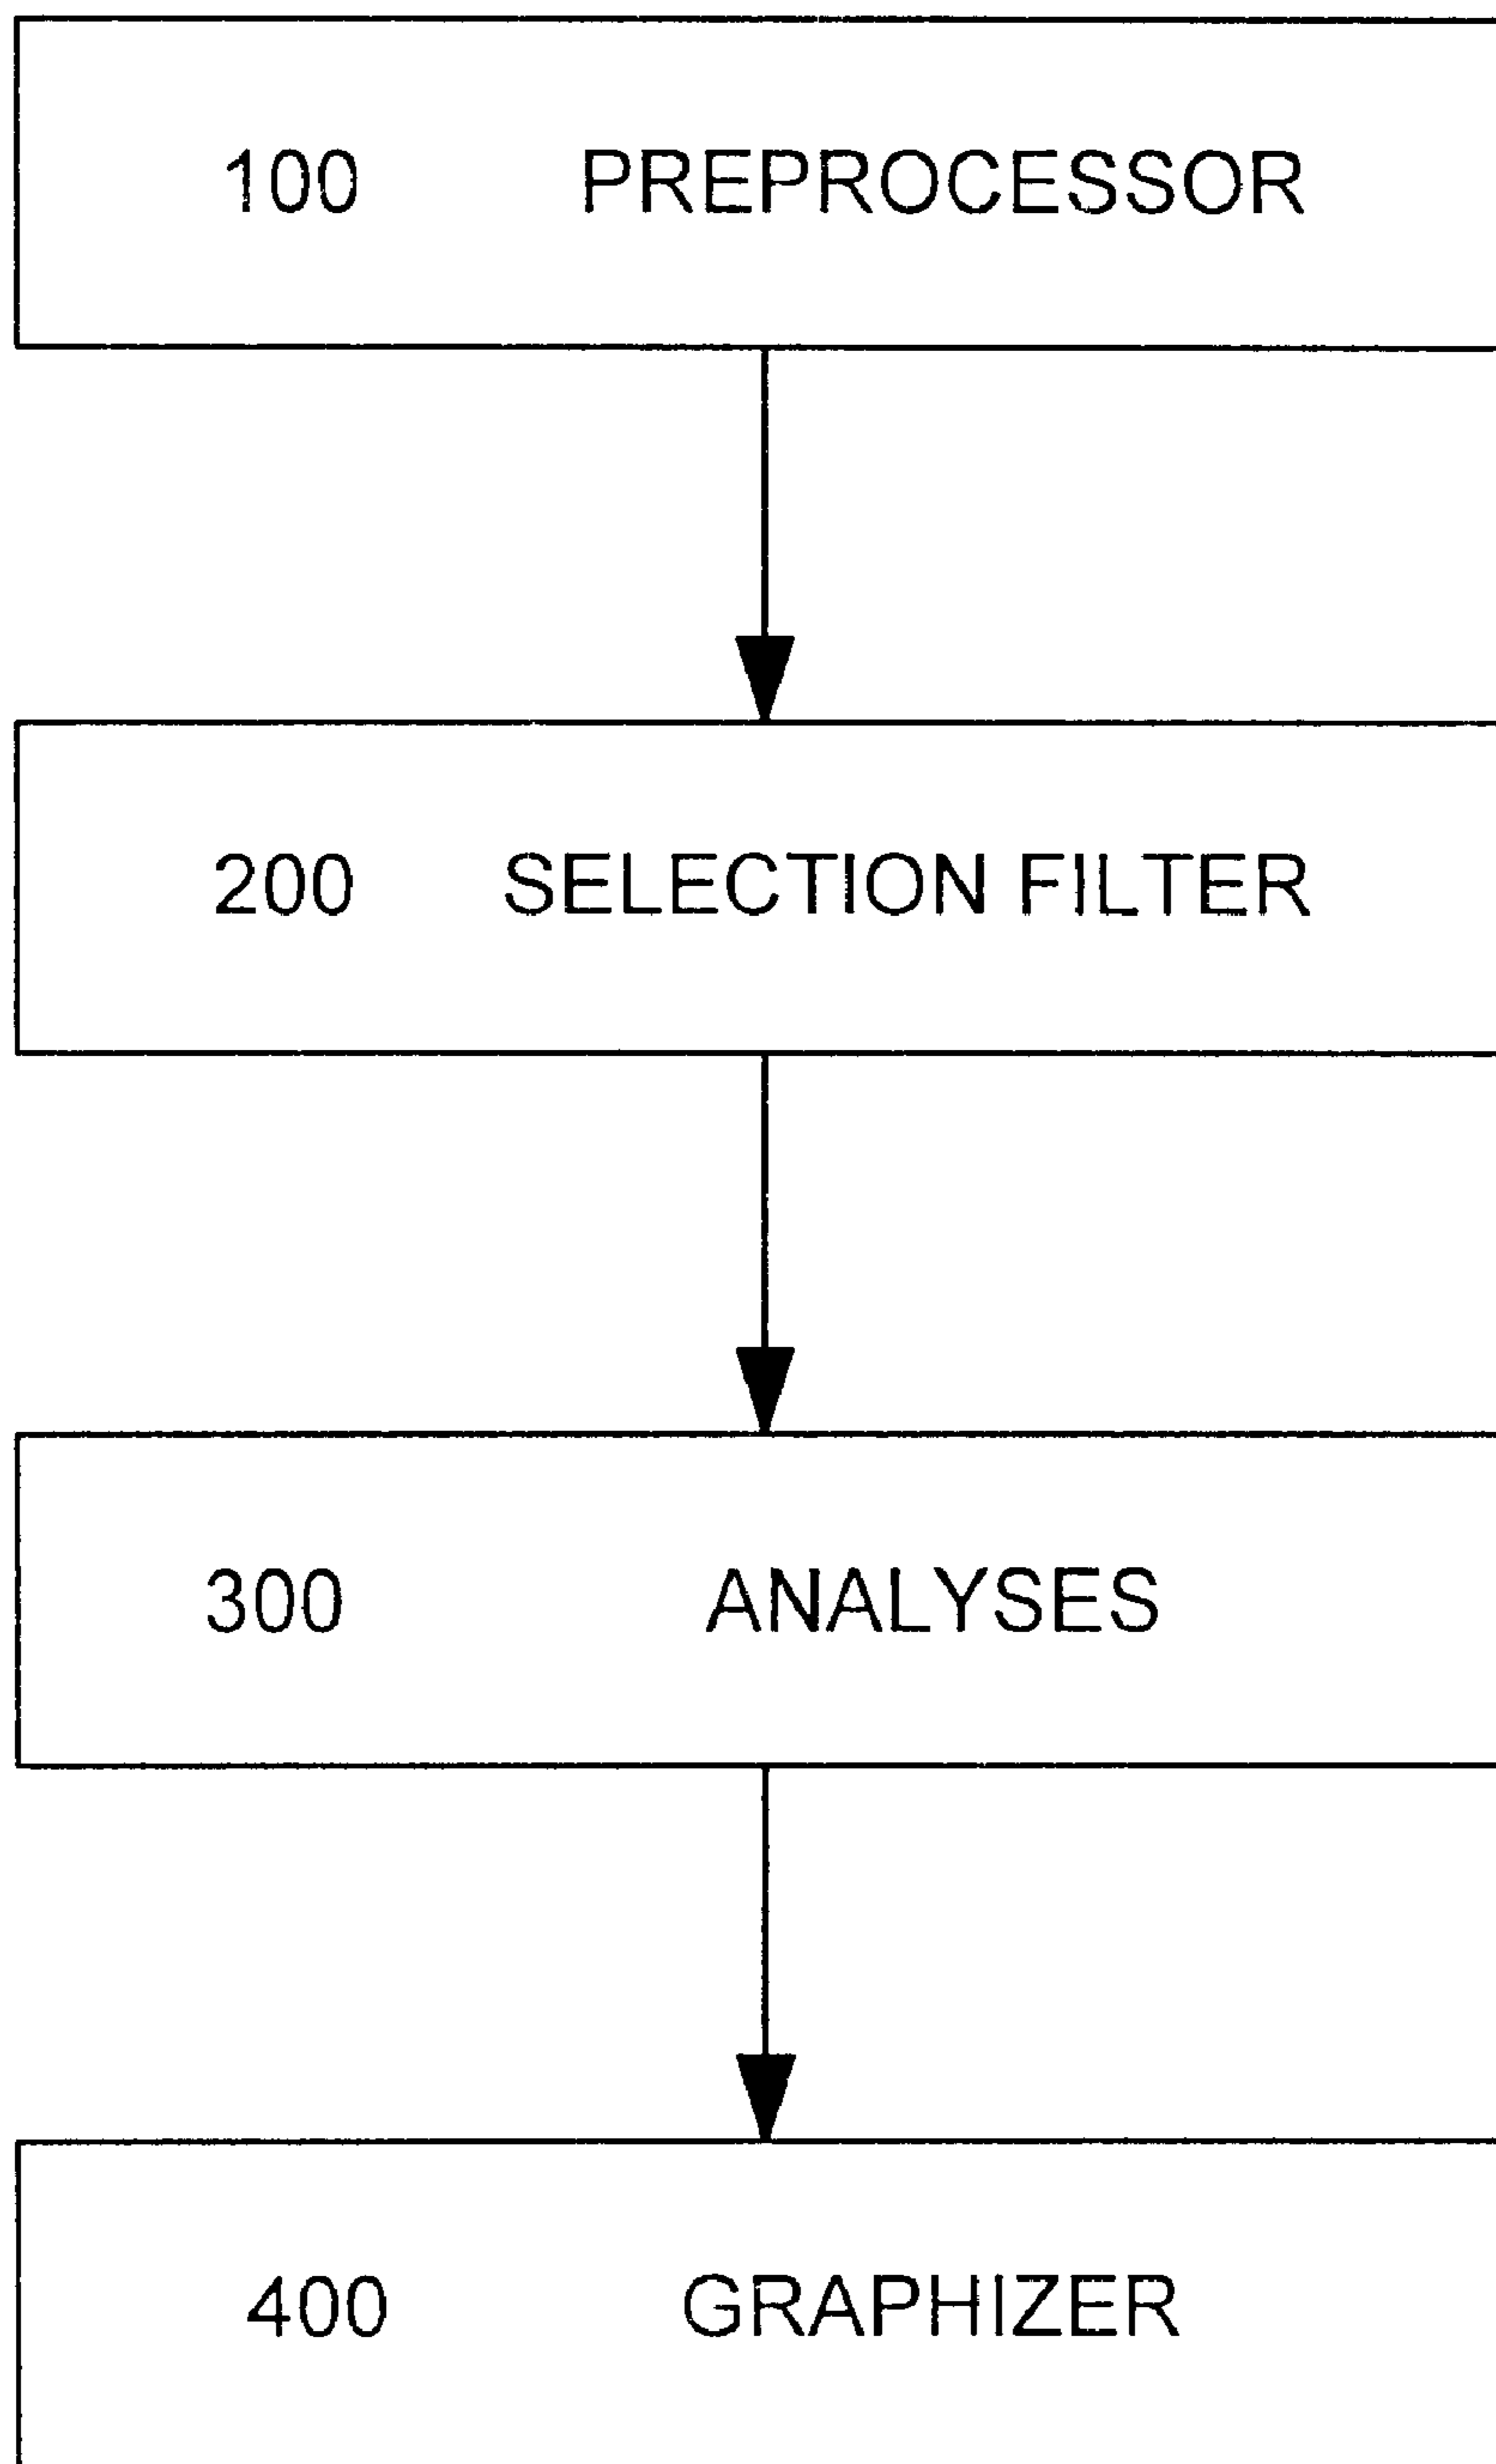 100 PREPROCESSOR
200 SELECTION FILTER
300 ANALYSES
400 GRAPHIZER